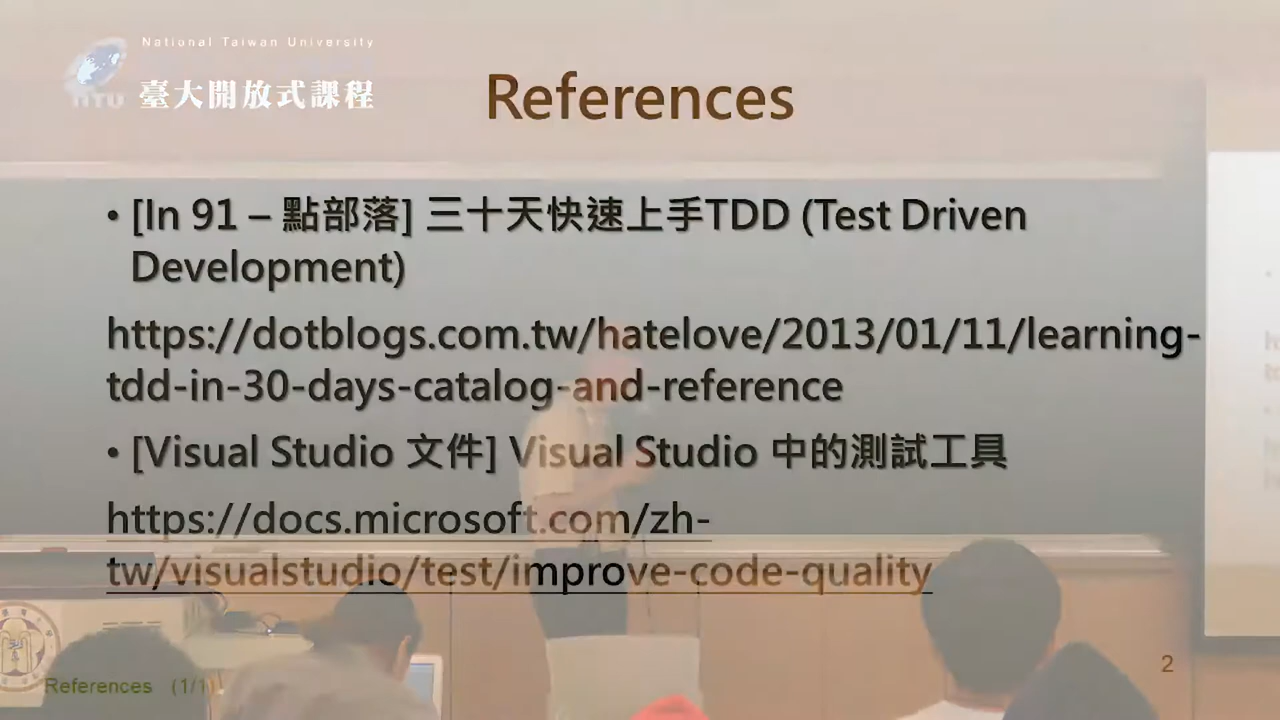 National Taiwan University
NTU 臺大開放式課程
References
• [In 91 – 點部落] 三十天快速上手TDD (Test Driven
Development)
https://dotblogs.com.tw/hatelove/2013/01/11/learning-
tdd-in-30-days-catalog-and-reference
• [Visual Studio 文件] Visual Studio 中的測試工具
https://docs.microsoft.com/zh-
tw/visualstudio/test/improve-code-quality
2
References (1/1)